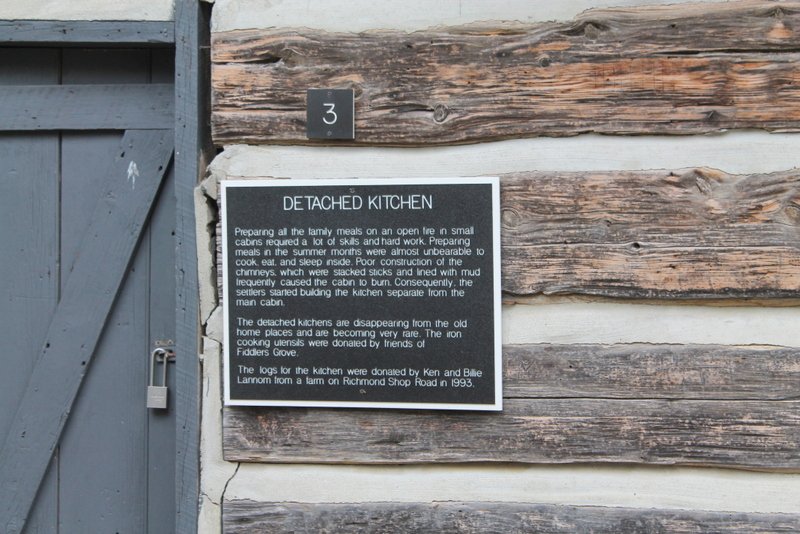 3
DETACHED KITCHEN
Preparing all the family meals on an open fire in small
cabins required a lot of skills and hard work. Preparing
meals in the summer months were almost unbearable to
cook, eat, and sleep inside. Poor construction of the
chimneys, which were stacked sticks and lined with mud
frequently caused the cabin to burn. Consequently, the
settlers started building the kitchen separate from the
main cabin.
The detached kitchens are disappearing from the old
home places and are becoming very rare. The iron
cooking utensils were donated by friends of
Fiddlers Grove.
The logs for the kitchen were donated by Ken and Billie
Lannom from a farm on Richmond Shop Road in 1993.